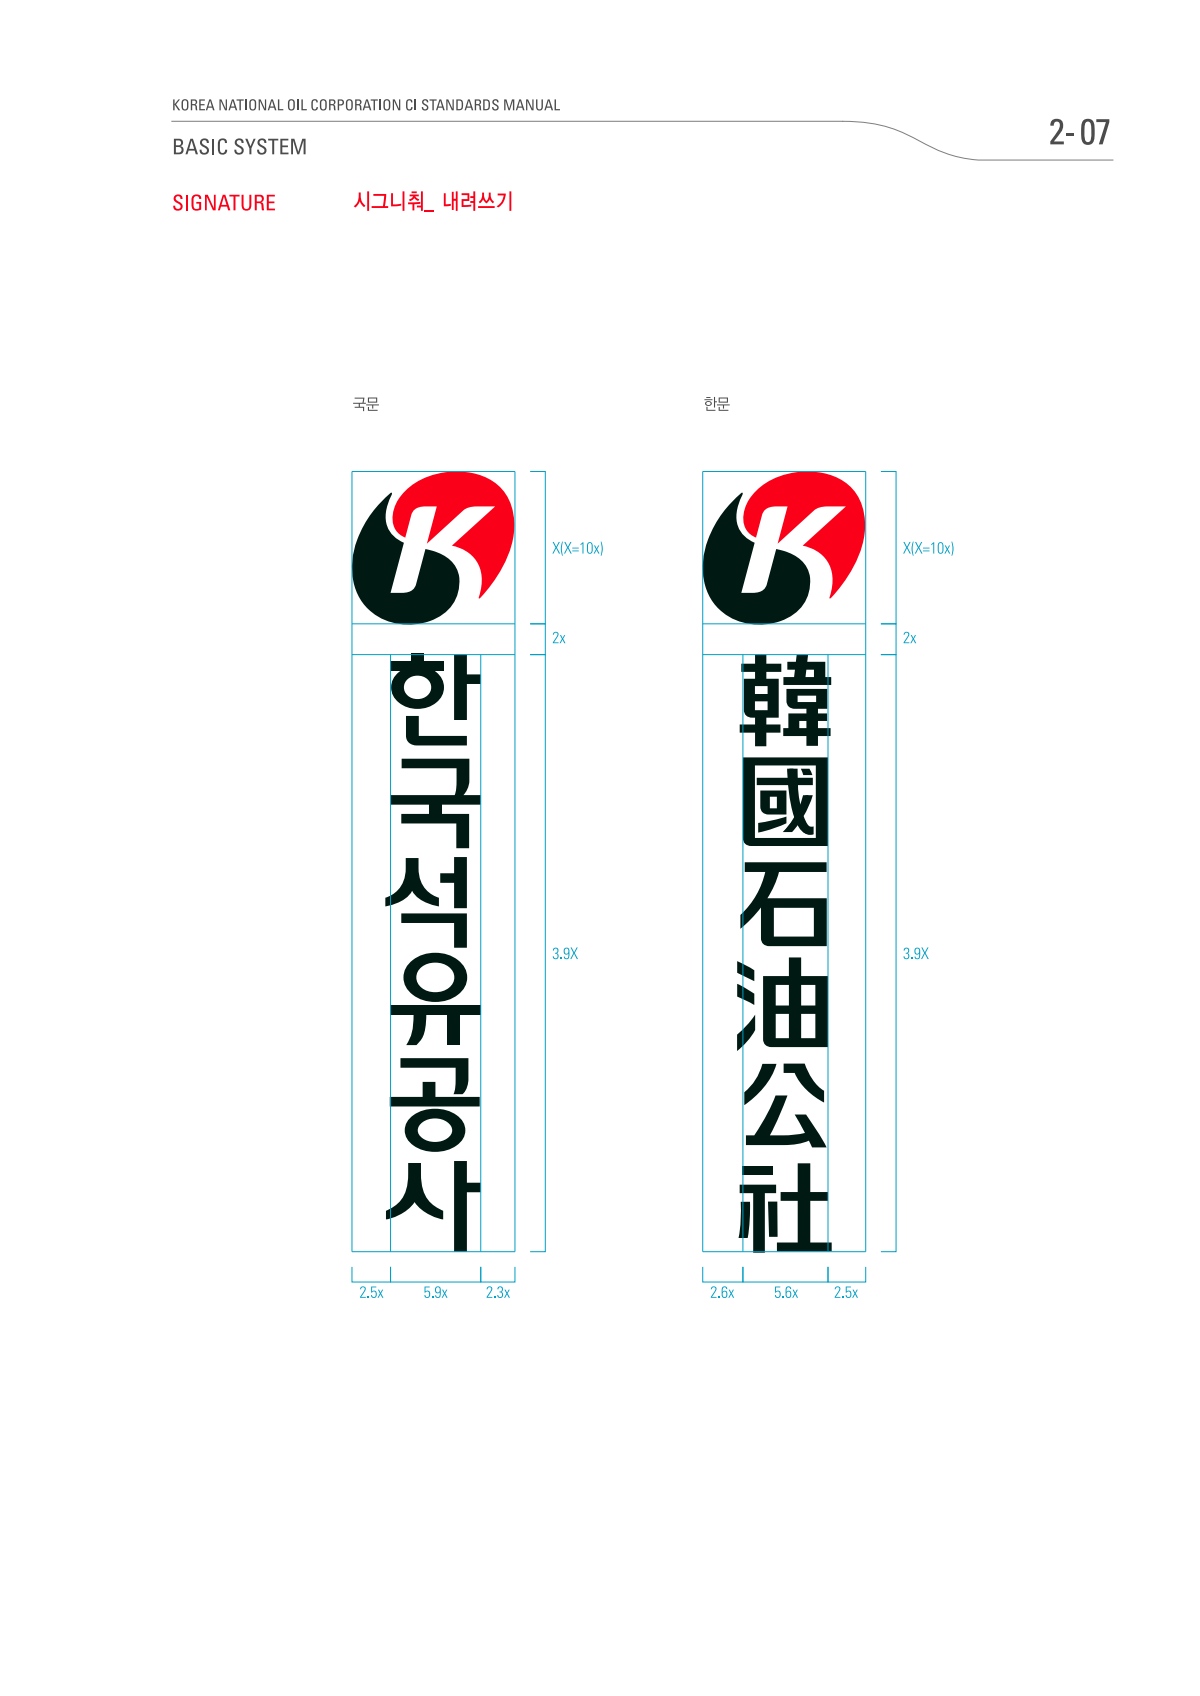 KOREA NATIONAL OIL CORPORATION CI STANDARDS MANUAL
2-07
BASIC SYSTEM
SIGNATURE 시그니춰_ 내려쓰기
국문
K
X(X=10x)
2x
한국석유공사
3.9X
2.5x 5.9x 2.3x
한문
K
X(X=10x)
2x
韓國石油公社
3.9X
2.6x 5.6x 2.5x